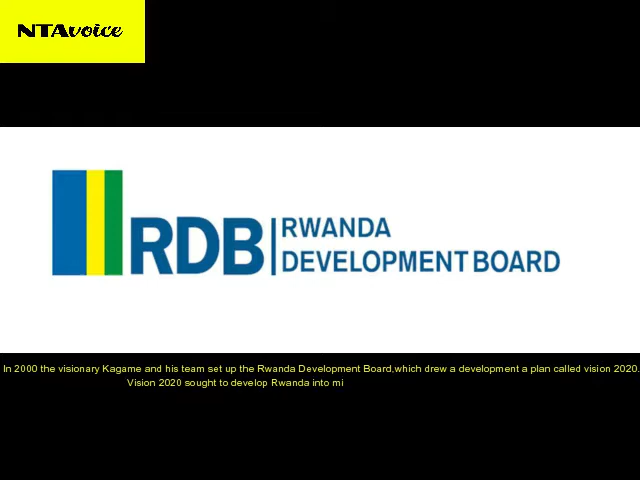 NTAvoice
RDB
RWANDA
DEVELOPMENT BOARD
In 2000 the visionary Kagame and his team set up the Rwanda Development Board,which drew a development a plan called vision 2020.
Vision 2020 sought to develop Rwanda into mi